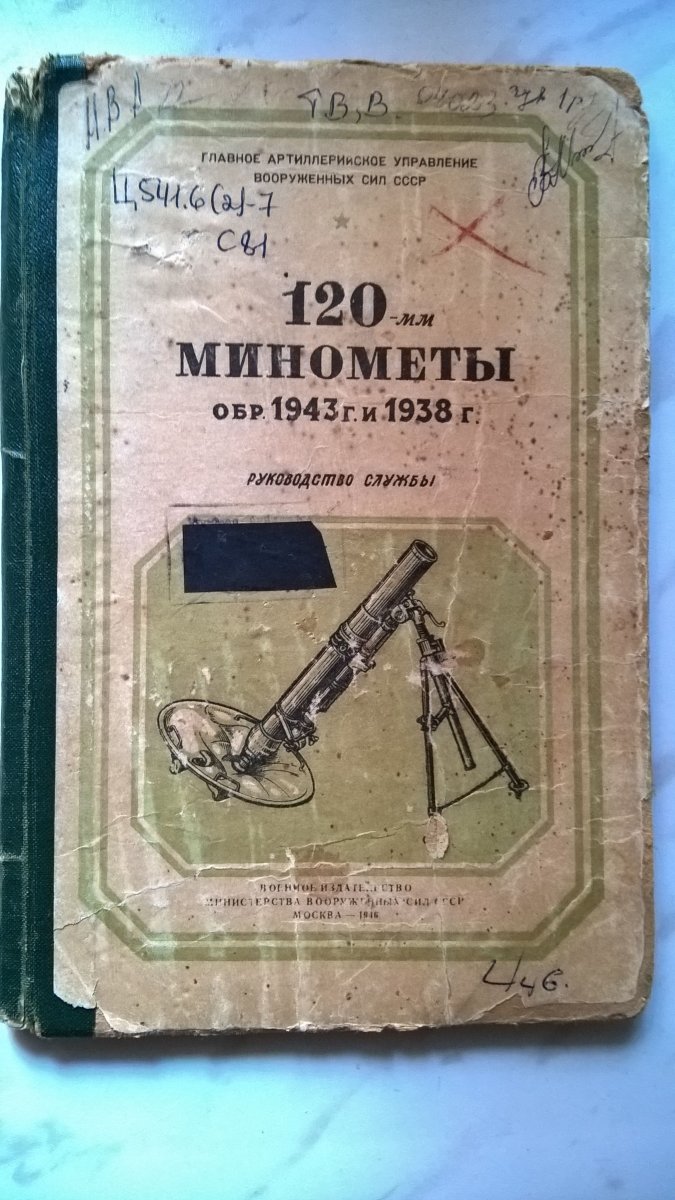 Т.В,В.
ГЛАВНОЕ АРТИЛЛЕРИЙСКОЕ УПРАВЛЕНИЕ
ВООРУЖЕННЫХ СИЛ СССР
Ц541.6(2)-7
С81
120-мм
МИНОМЕТЫ
ОБР. 1943 Г. И 1938 Г.
РУКОВОДСТВО СЛУЖБЫ
ВОЕННОЕ ИЗДАТЕЛЬСТВО
МИНИСТЕРСТВА ВООРУЖЕННЫХ СИЛ СССР
МОСКВА — 1946